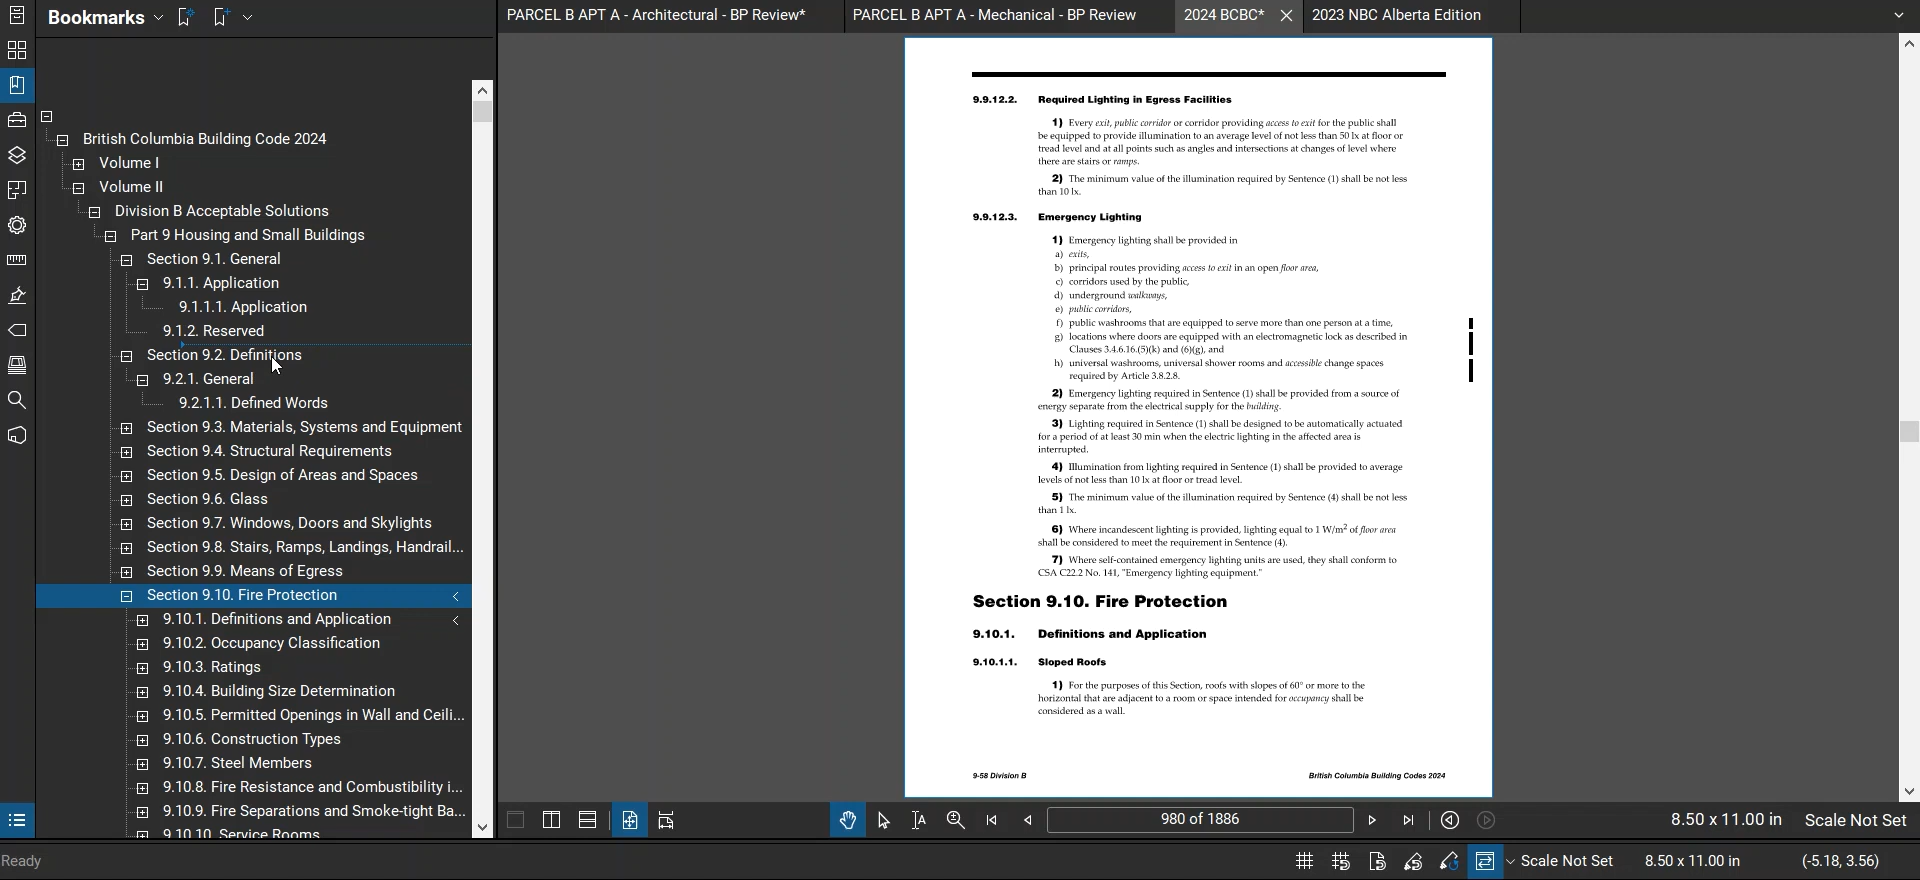 Bookmarks
PARCEL B APT A - Architectural - BP Review*
PARCEL B APT A - Mechanical - BP Review
2024 BCBC*
2023 NBC Alberta Edition
British Columbia Building Code 2024
Volume I
Volume II
Division B Acceptable Solutions
Part 9 Housing and Small Buildings
Section 9.1. General
9.1.1. Application
9.1.1.1. Application
9.1.2. Reserved
Section 9.2. Definitions
9.2.1. General
9.2.1.1. Defined Words
Section 9.3. Materials, Systems and Equipment
Section 9.4. Structural Requirements
Section 9.5. Design of Areas and Spaces
Section 9.6. Glass
Section 9.7. Windows, Doors and Skylights
Section 9.8. Stairs, Ramps, Landings, Handrail...
Section 9.9. Means of Egress
Section 9.10. Fire Protection
9.10.1. Definitions and Application
9.10.2. Occupancy Classification
9.10.3. Ratings
9.10.4. Building Size Determination
9.10.5. Permitted Openings in Wall and Ceili...
9.10.6. Construction Types
9.10.7. Steel Members
9.10.8. Fire Resistance and Combustibility i...
9.10.9. Fire Separations and Smoke-tight Ba...
9.10.10. Service Rooms
9.9.12.2. Required Lighting in Egress Facilities
1) Every exit, public corridor or corridor providing access to exit for the public shall
be equipped to provide illumination to an average level of not less than 50 lx at floor or
tread level and at all points such as angles and intersections at changes of level where
there are stairs or ramps.
2) The minimum value of the illumination required by Sentence (1) shall be not less
than 10 lx.
9.9.12.3. Emergency Lighting
1) Emergency lighting shall be provided in
a) exits,
b) principal routes providing access to exit in an open floor area,
c) corridors used by the public,
d) underground walkways,
e) public corridors,
f) public washrooms that are equipped to serve more than one person at a time,
g) locations where doors are equipped with an electromagnetic lock as described in
Clauses 3.4.6.16.(5)(k) and (6)(g), and
h) universal washrooms, universal shower rooms and accessible change spaces
required by Article 3.8.2.8.
2) Emergency lighting required in Sentence (1) shall be provided from a source of
energy separate from the electrical supply for the building.
3) Lighting required in Sentence (1) shall be designed to be automatically actuated
for a period of at least 30 min when the electric lighting in the affected area is
interrupted.
4) Illumination from lighting required in Sentence (1) shall be provided to average
levels of not less than 10 lx at floor or tread level.
5) The minimum value of the illumination required by Sentence (4) shall be not less
than 1 lx.
6) Where incandescent lighting is provided, lighting equal to 1 W/m² of floor area
shall be considered to meet the requirement in Sentence (4).
7) Where self-contained emergency lighting units are used, they shall conform to
CSA C22.2 No. 141, "Emergency lighting equipment."
Section 9.10. Fire Protection
9.10.1. Definitions and Application
9.10.1.1. Sloped Roofs
1) For the purposes of this Section, roofs with slopes of 60° or more to the
horizontal that are adjacent to a room or space intended for occupancy shall be
considered as a wall.
9-58 Division B
British Columbia Building Codes 2024
980 of 1886
8.50 x 11.00 in
Scale Not Set
Ready
Scale Not Set
8.50 x 11.00 in
(-5.18, 3.56)